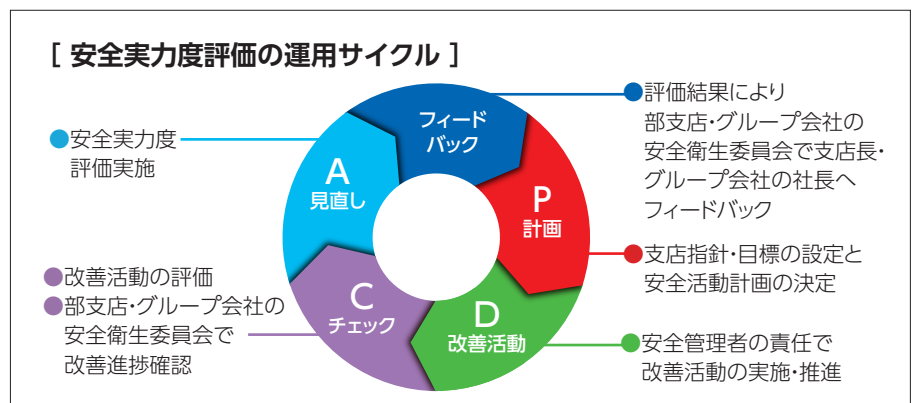 [ 安全実力度評価の運用サイクル ]
フィード
バック
●評価結果により
部支店・グループ会社の
安全衛生委員会で支店長・
グループ会社の社長へ
フィードバック
P
計画
●支店指針・目標の設定と
安全活動計画の決定
D
改善活動
●安全管理者の責任で
改善活動の実施・推進
C
チェック
●改善活動の評価
●部支店・グループ会社の
安全衛生委員会で
改善進捗確認
A
見直し
●安全実力度
評価実施